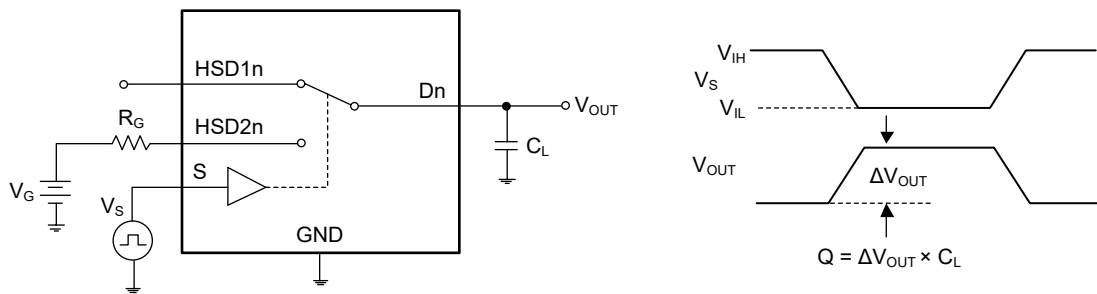 HSD1n
Dn
V_OUT
R_G
HSD2n
C_L
S
V_G
V_S
GND
V_IH
V_S
V_IL
V_OUT
ΔV_OUT
Q = ΔV_OUT × C_L